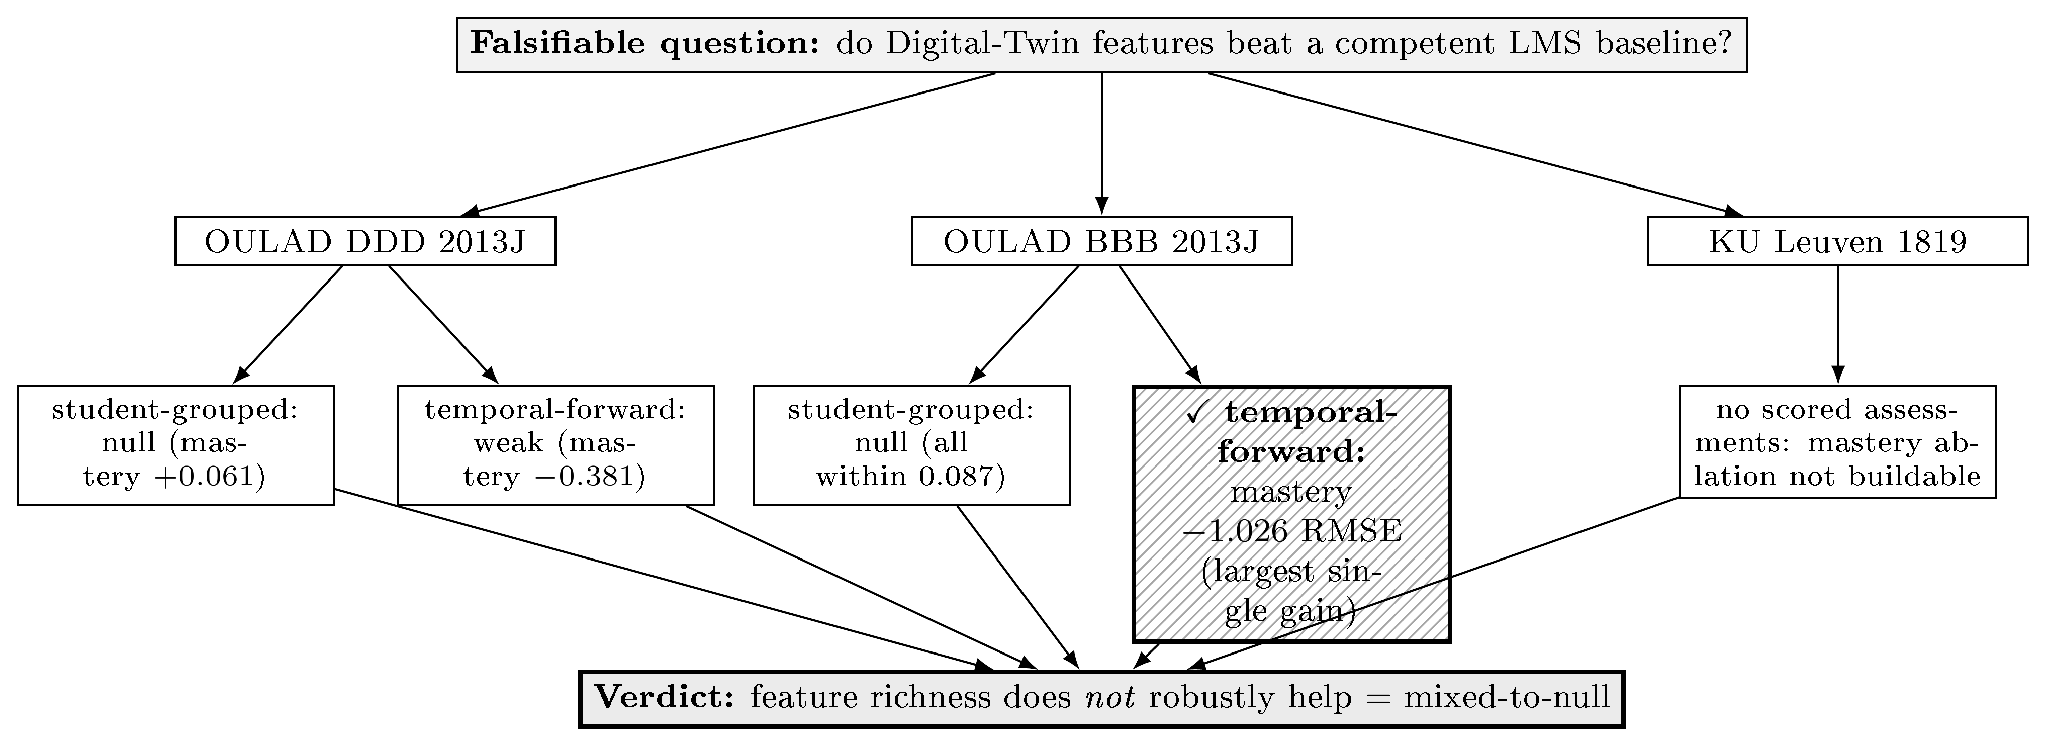 Falsifiable question: do Digital-Twin features beat a competent LMS baseline?
OULAD DDD 2013J
OULAD BBB 2013J
KU Leuven 1819
student-grouped:
null (mas-
tery +0.061)
temporal-forward:
weak (mas-
tery −0.381)
student-grouped:
null (all
within 0.087)
✓ temporal-
forward:
mastery
−1.026 RMSE
(largest sin-
gle gain)
no scored assess-
ments: mastery ab-
lation not buildable
Verdict: feature richness does not robustly help = mixed-to-null